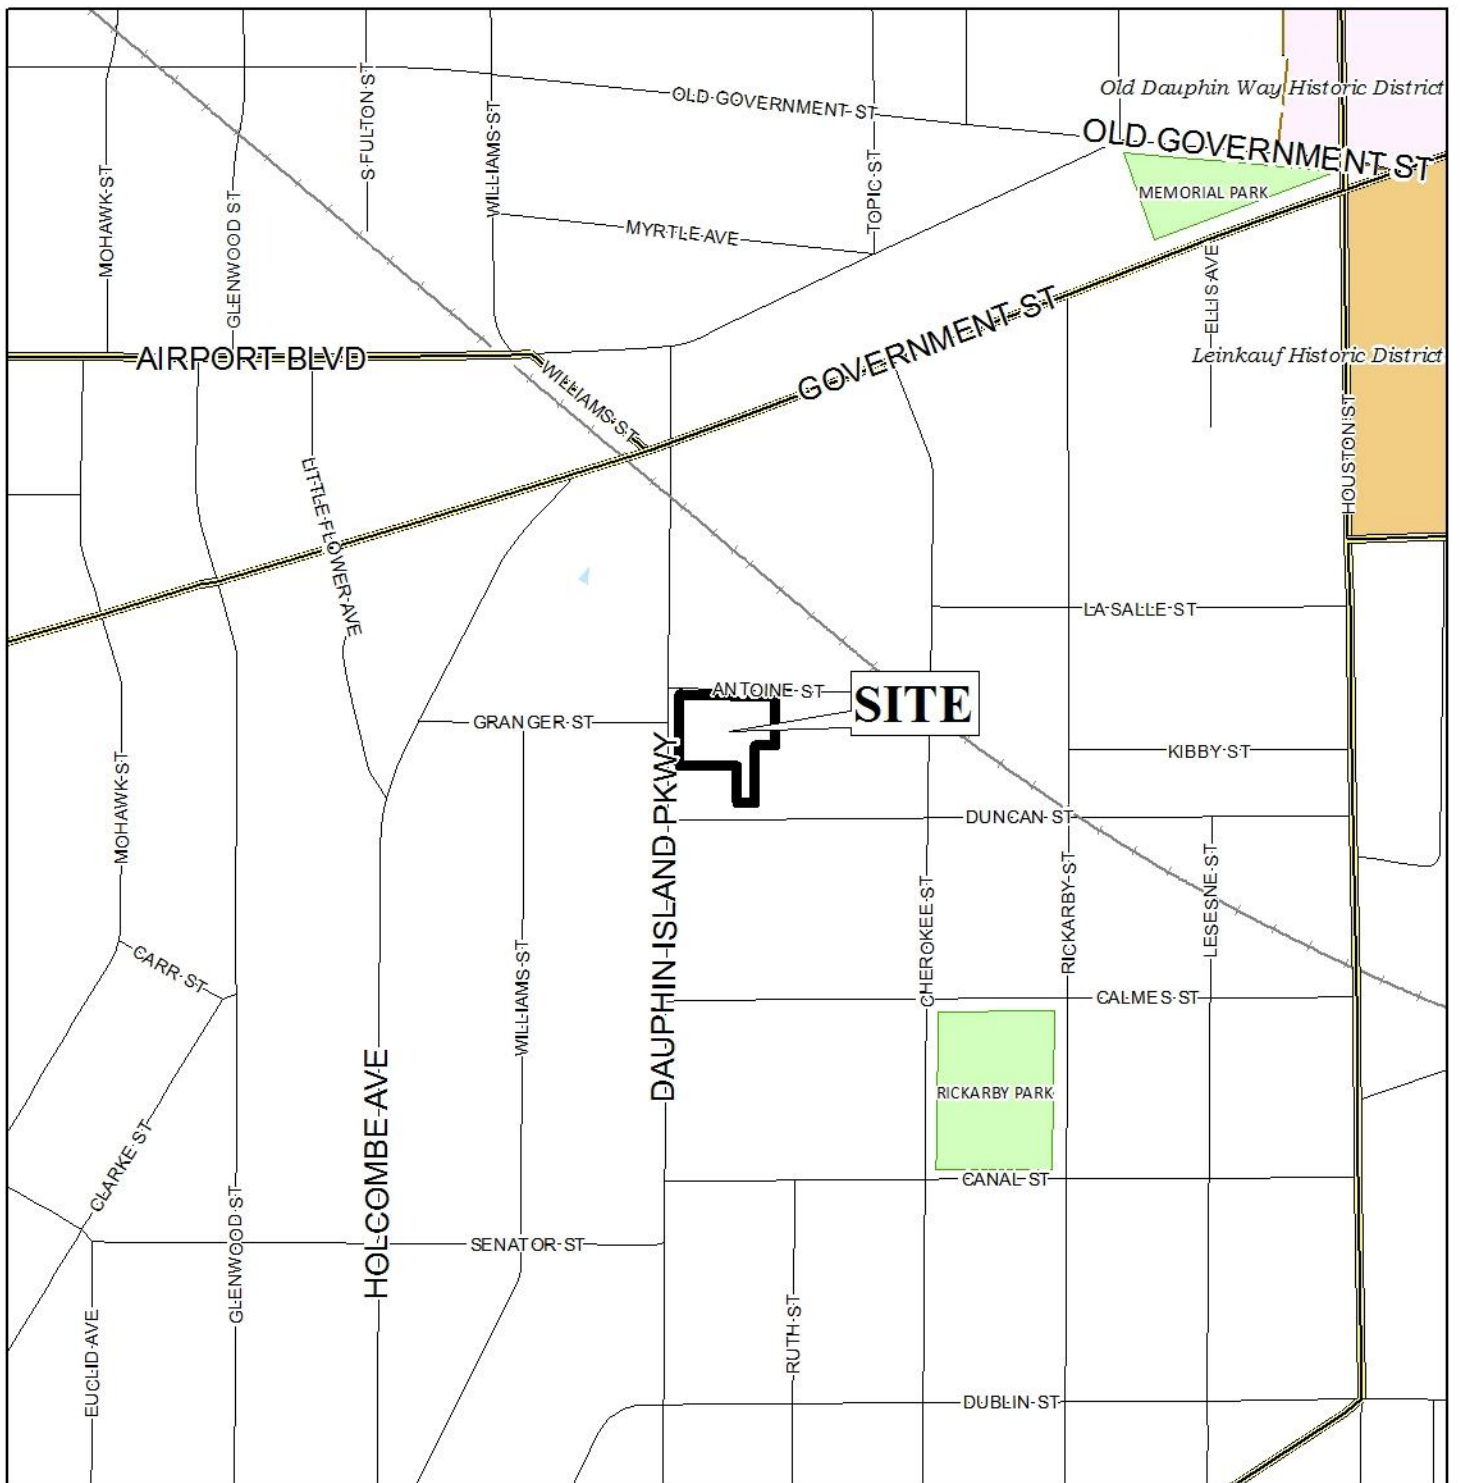 Old Dauphin Way Historic District
OLD GOVERNMENT ST
OLD GOVERNMENT ST
S FULTON ST
WILLIAMS ST
MOHAWK ST
GLENWOOD ST
TOPIC ST
MEMORIAL PARK
MYRTLE AVE
ELLIS AVE
GOVERNMENT ST
AIRPORT BLVD
Leinkauf Historic District
WILLIAMS ST
HOUSTON ST
LITTLE FLOWER AVE
LA SALLE ST
ANTOINE ST
SITE
GRANGER ST
KIBBY ST
MOHAWK ST
DUNCAN ST
DAUPHIN ISLAND PKWY
CHEROKEE ST
RICKARBY ST
LESESNE ST
CARR ST
WILLIAMS ST
CALMES ST
RICKARBY PARK
CLARKE ST
HOLCOMBE AVE
CANAL ST
GLENWOOD ST
SENATOR ST
EUCLID AVE
RUTH ST
DUBLIN ST